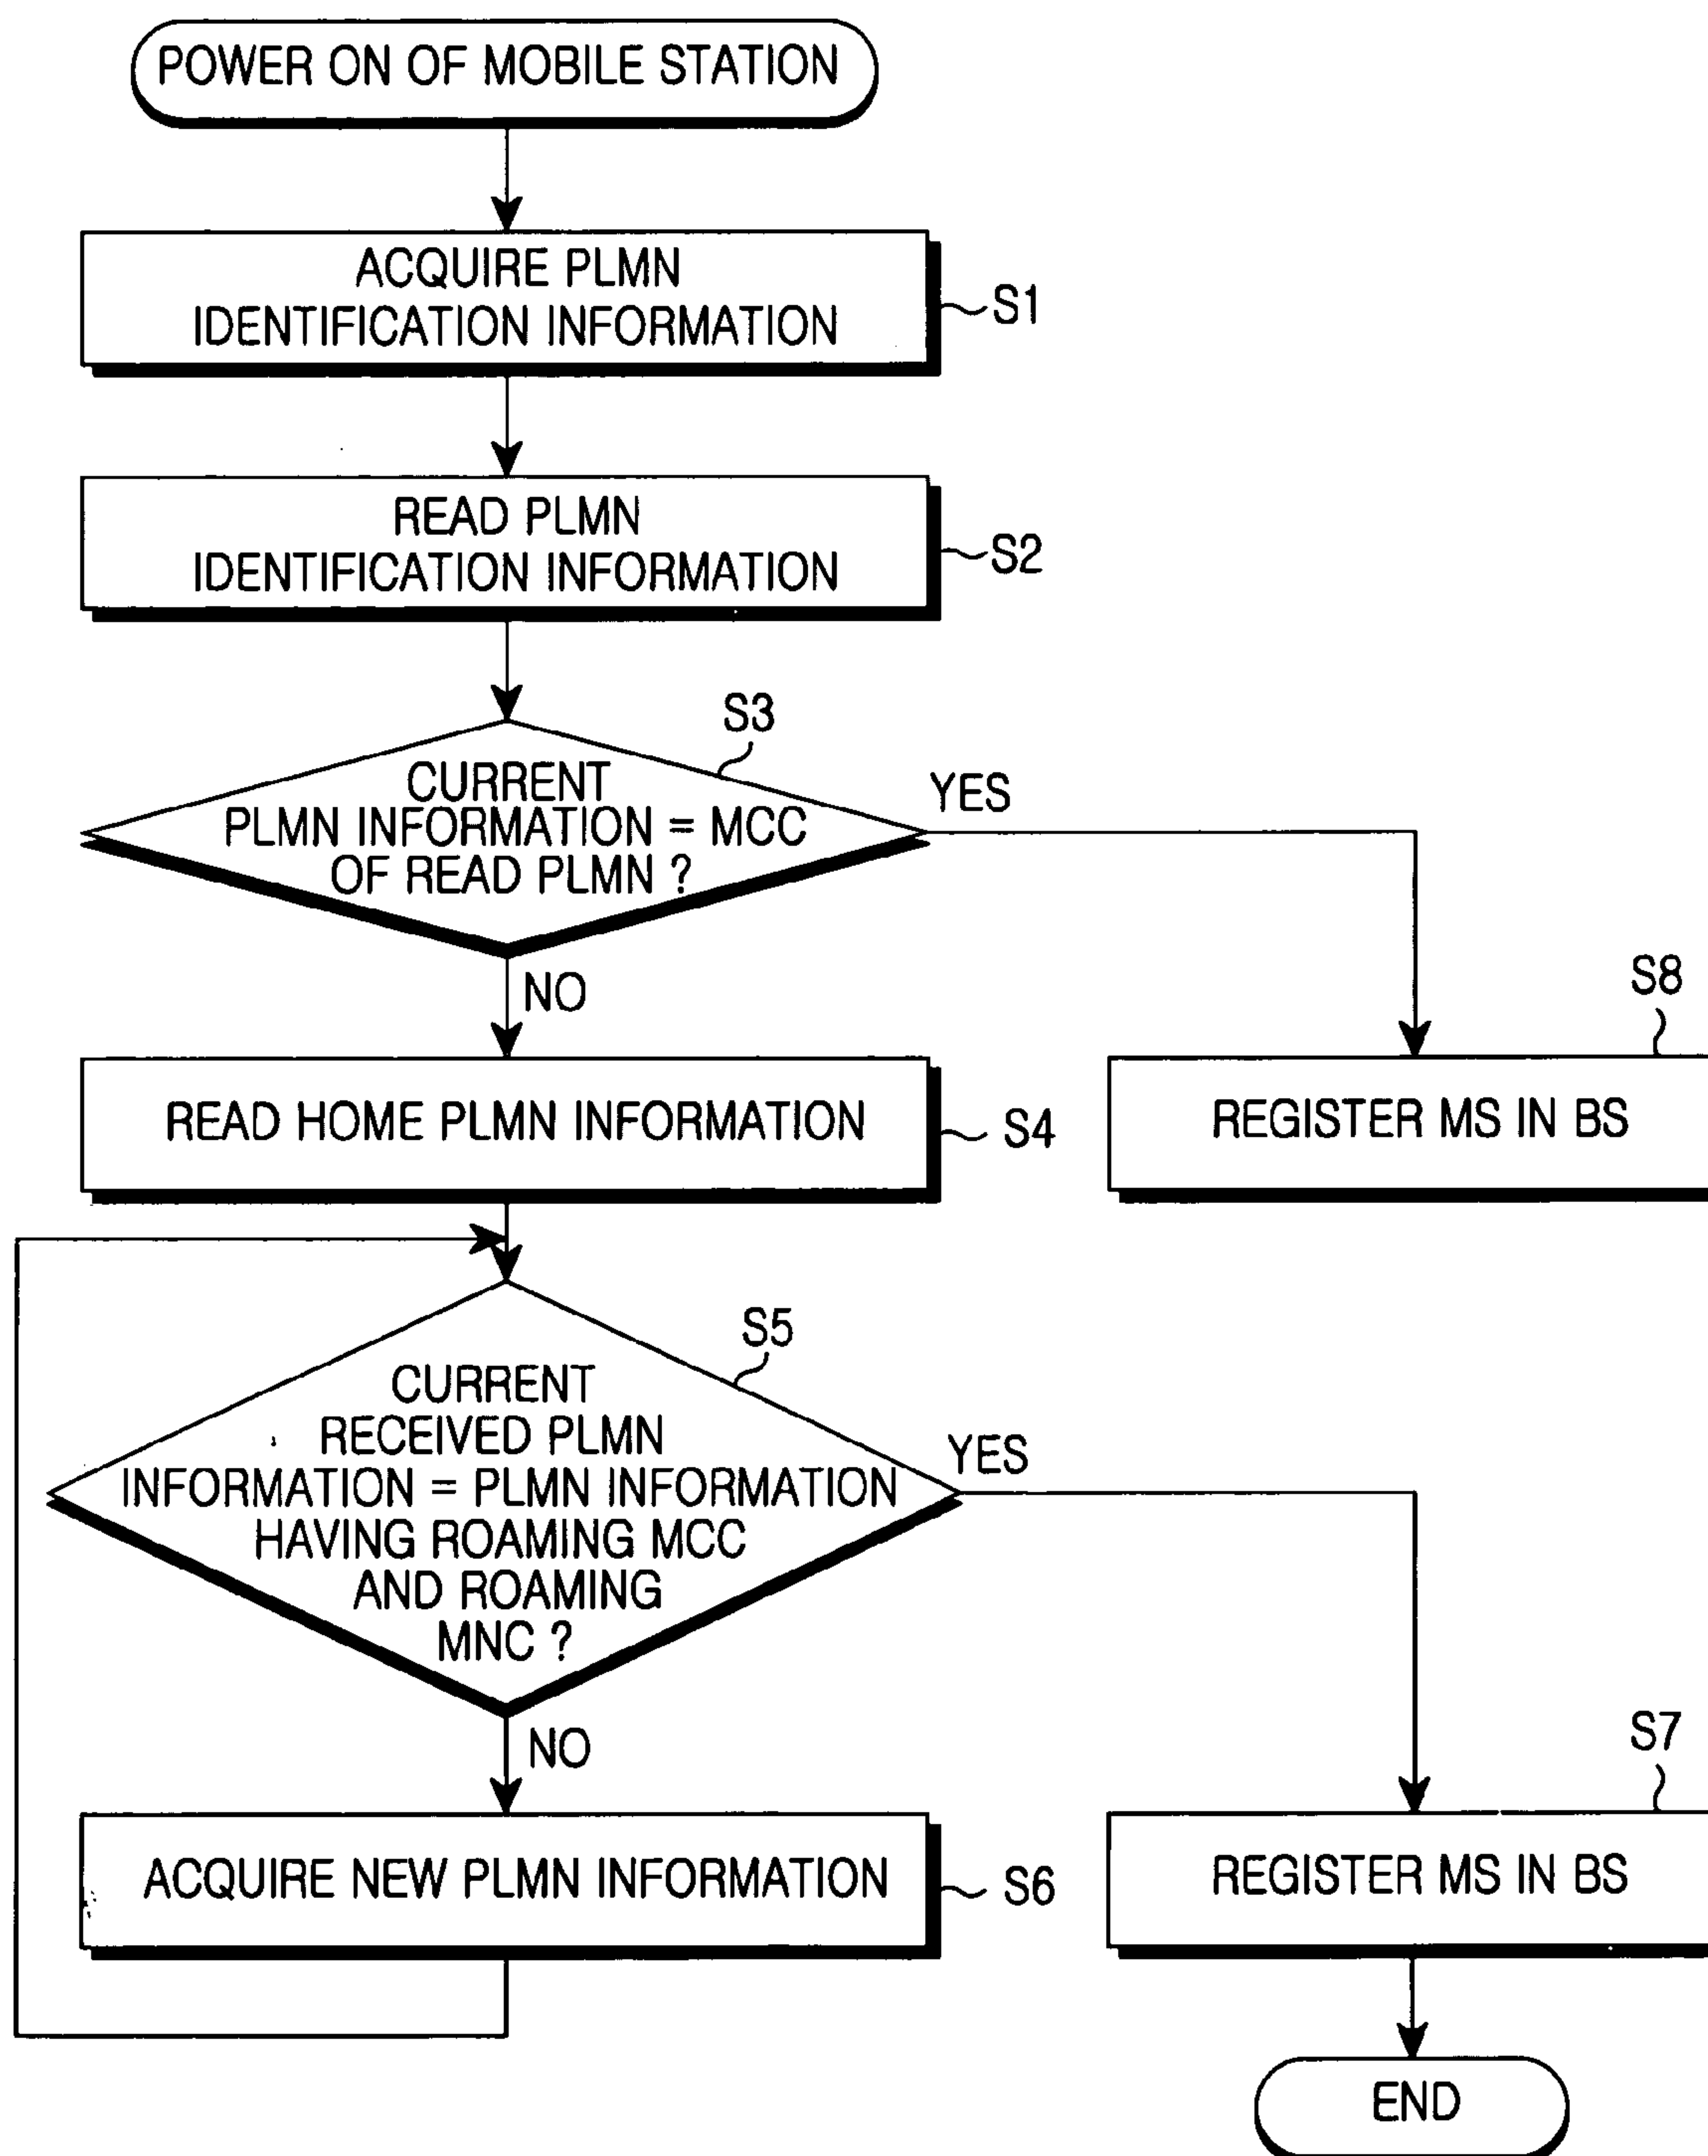 POWER ON OF MOBILE STATION
ACQUIRE PLMN
IDENTIFICATION INFORMATION
S1
READ PLMN
IDENTIFICATION INFORMATION
S2
S3
CURRENT
PLMN INFORMATION = MCC
OF READ PLMN ?
YES
NO
S8
READ HOME PLMN INFORMATION
S4
REGISTER MS IN BS
S5
CURRENT
RECEIVED PLMN
INFORMATION = PLMN INFORMATION
HAVING ROAMING MCC
AND ROAMING
MNC ?
YES
NO
S7
ACQUIRE NEW PLMN INFORMATION
S6
REGISTER MS IN BS
END